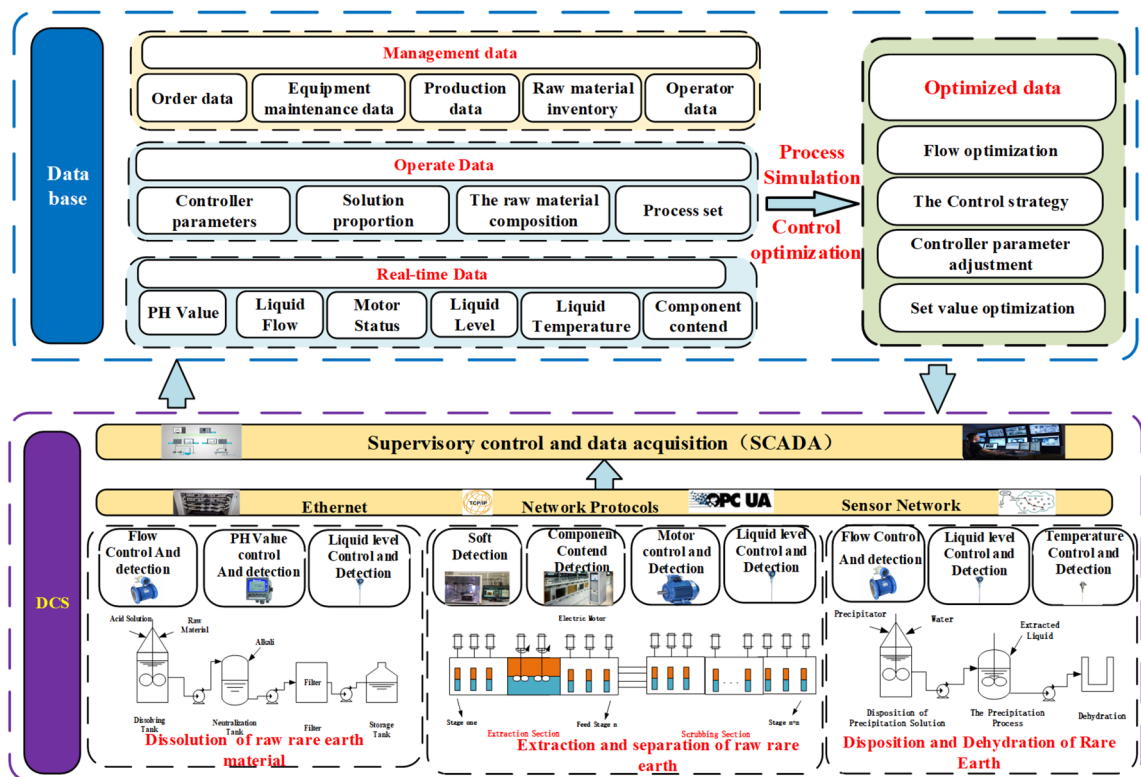 Data
base
Management data
Order data
Equipment
maintenance data
Production
data
Raw material
inventory
Operator
data
Operate Data
Controller
parameters
Solution
proportion
The raw material
composition
Process set
Real-time Data
PH Value
Liquid
Flow
Motor
Status
Liquid
Level
Liquid
Temperature
Component
contend
Process
Simulation
Control
optimization
Optimized data
Flow optimization
The Control strategy
Controller parameter
adjustment
Set value optimization
DCS
Supervisory control and data acquisition（SCADA）
Ethernet
TCP/IP
Network Protocols
OPC UA
Sensor Network
Flow
Control And
detection
PH Value
control
And detection
Liquid level
Control and
Detection
Acid Solution
Raw
Material
Alkali
Filter
Dissolving
Tank
Neutralization
Tank
Filter
Storage
Tank
Dissolution of raw rare earth
material
Soft
Detection
Component
Contend
Detection
Motor
control and
Detection
Liquid level
Control and
Detection
Electric Motor
Stage one
Feed Stage n
Stage n+m
Extraction Section
Scrubbing Section
Extraction and separation of raw rare
earth
Flow Control
And detection
Liquid level
Control and
Detection
Temperature
Control and
Detection
Precipitator
Water
Extracted
Liquid
Disposition of
Precipitation Solution
The Precipitation
Process
Dehydration
Disposition and Dehydration of Rare
Earth